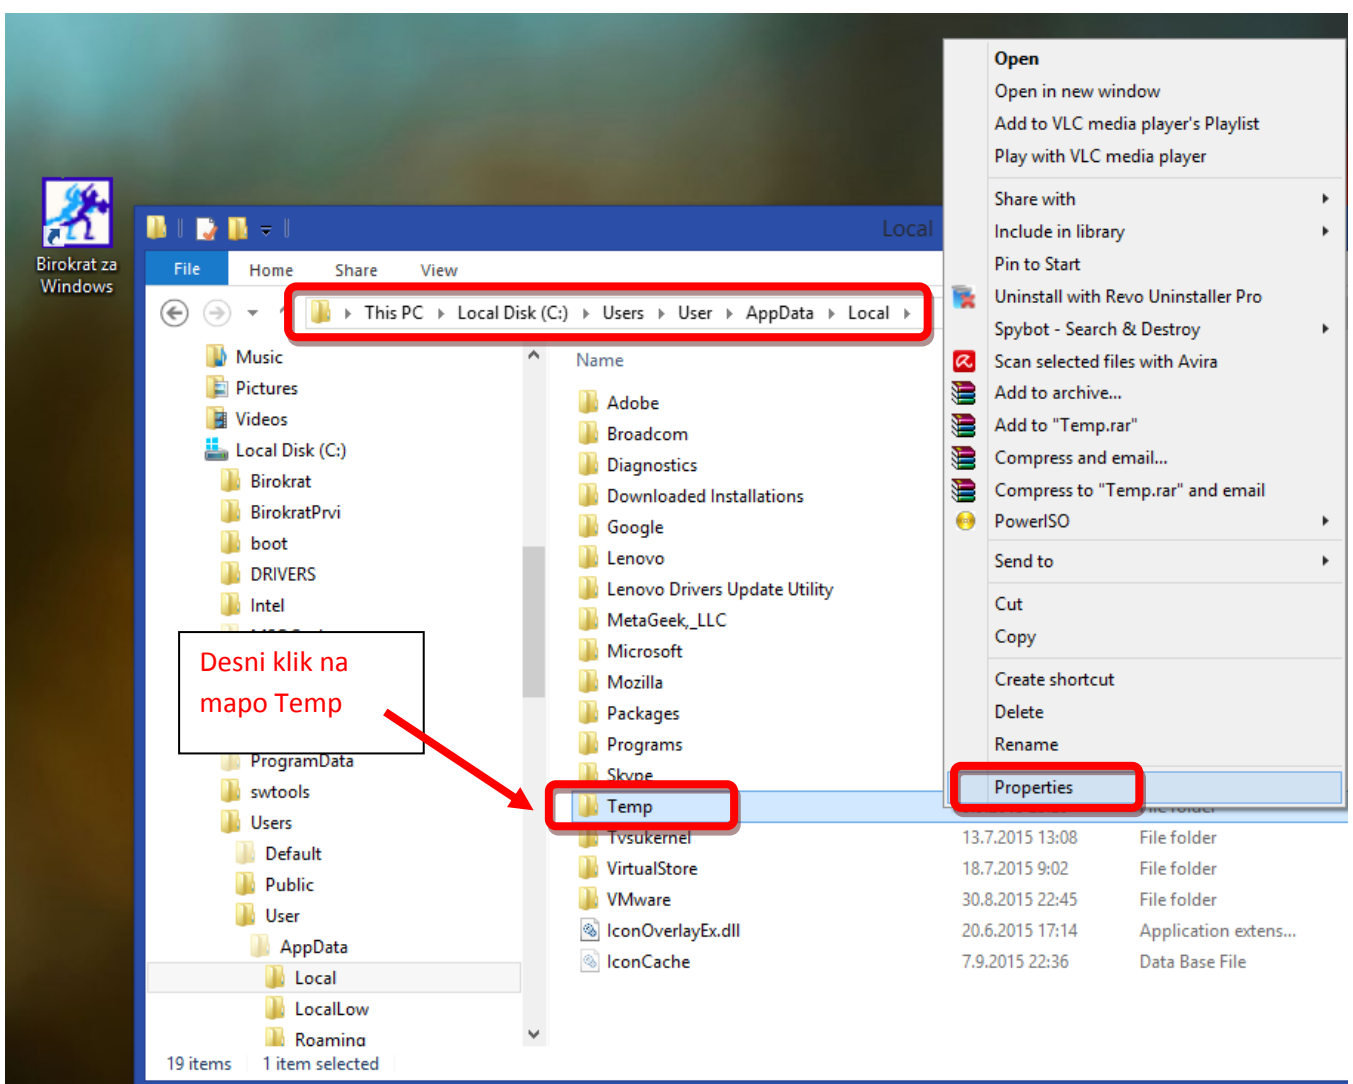 Birokrat za
Windows
Local
File
Home
Share
View
This PC
Local Disk (C:)
Users
User
AppData
Local
Music
Pictures
Videos
Local Disk (C:)
Birokrat
BirokratPrvi
boot
DRIVERS
Intel
Desni klik na
mapo Temp
ProgramData
swtools
Users
Default
Public
User
AppData
Local
LocalLow
Roaming
Name
Adobe
Broadcom
Diagnostics
Downloaded Installations
Google
Lenovo
Lenovo Drivers Update Utility
MetaGeek,_LLC
Microsoft
Mozilla
Packages
Programs
Skype
Temp
File folder
Tvsukernel 13.7.2015 13:08 File folder
VirtualStore 18.7.2015 9:02 File folder
VMware 30.8.2015 22:45 File folder
IconOverlayEx.dll 20.6.2015 17:14 Application extens...
IconCache 7.9.2015 22:36 Data Base File
19 items
1 item selected
Open
Open in new window
Add to VLC media player's Playlist
Play with VLC media player
Share with
Include in library
Pin to Start
Uninstall with Revo Uninstaller Pro
Spybot - Search & Destroy
Scan selected files with Avira
Add to archive...
Add to "Temp.rar"
Compress and email...
Compress to "Temp.rar" and email
PowerISO
Send to
Cut
Copy
Create shortcut
Delete
Rename
Properties